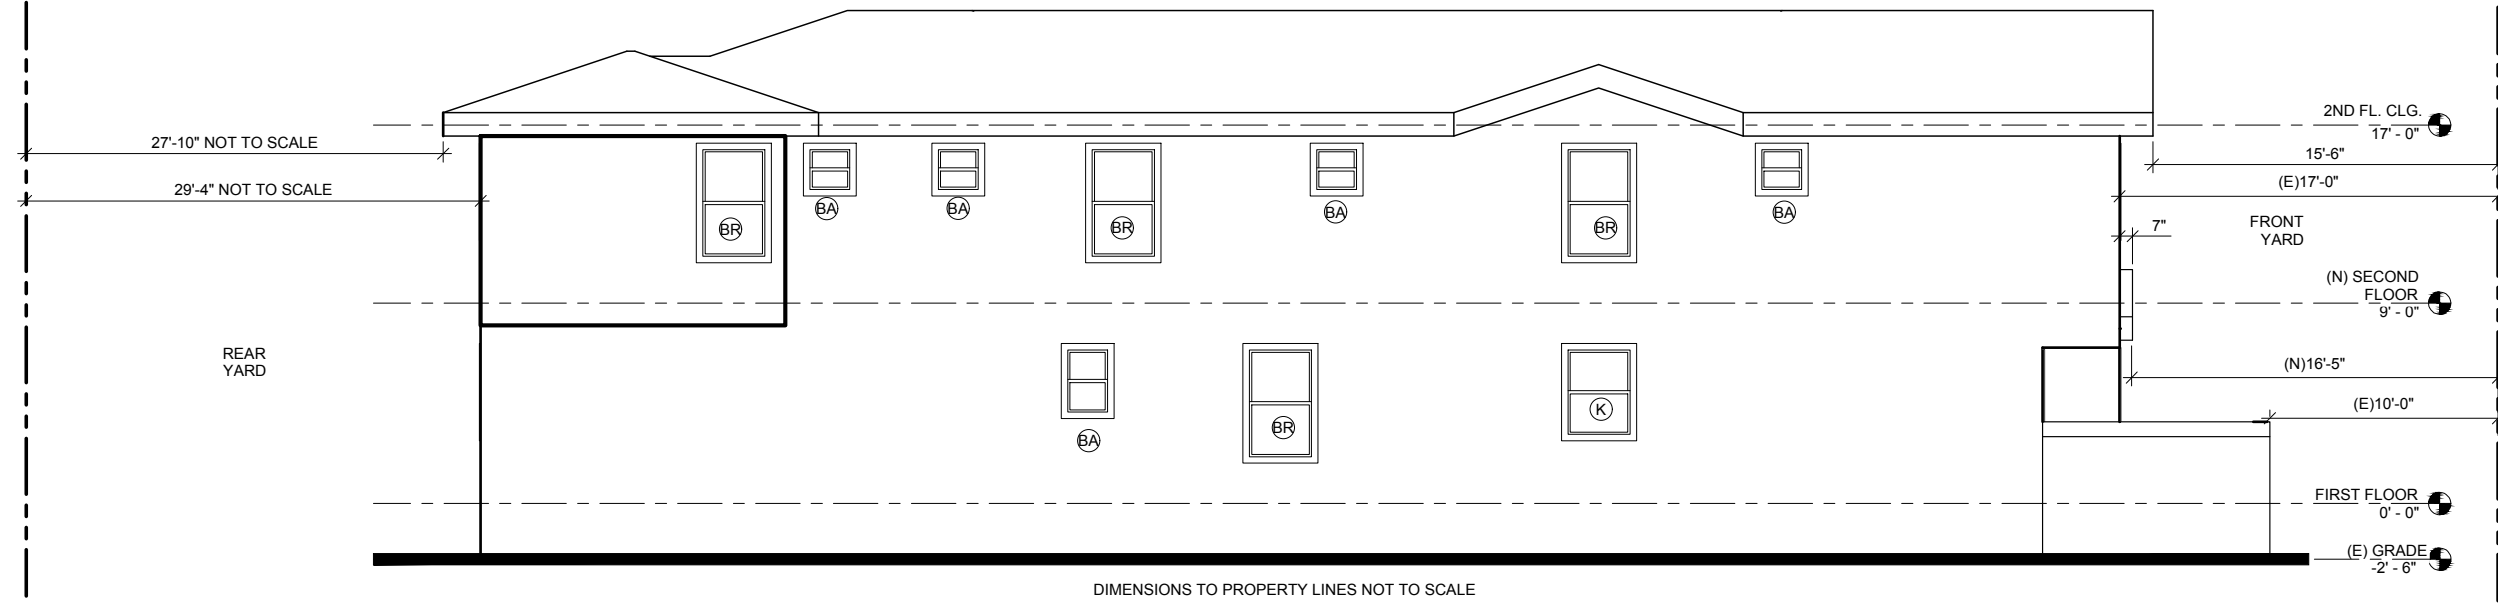 2ND FL. CLG.
17' - 0"
27'-10" NOT TO SCALE
15'-6"
29'-4" NOT TO SCALE
(E)17'-0"
BA
BA
BA
BA
BR
BR
BR
7"
FRONT
YARD
(N) SECOND
FLOOR
9' - 0"
REAR
YARD
(N)16'-5"
(E)10'-0"
BA
BR
K
FIRST FLOOR
0' - 0"
(E) GRADE
-2' - 6"
DIMENSIONS TO PROPERTY LINES NOT TO SCALE